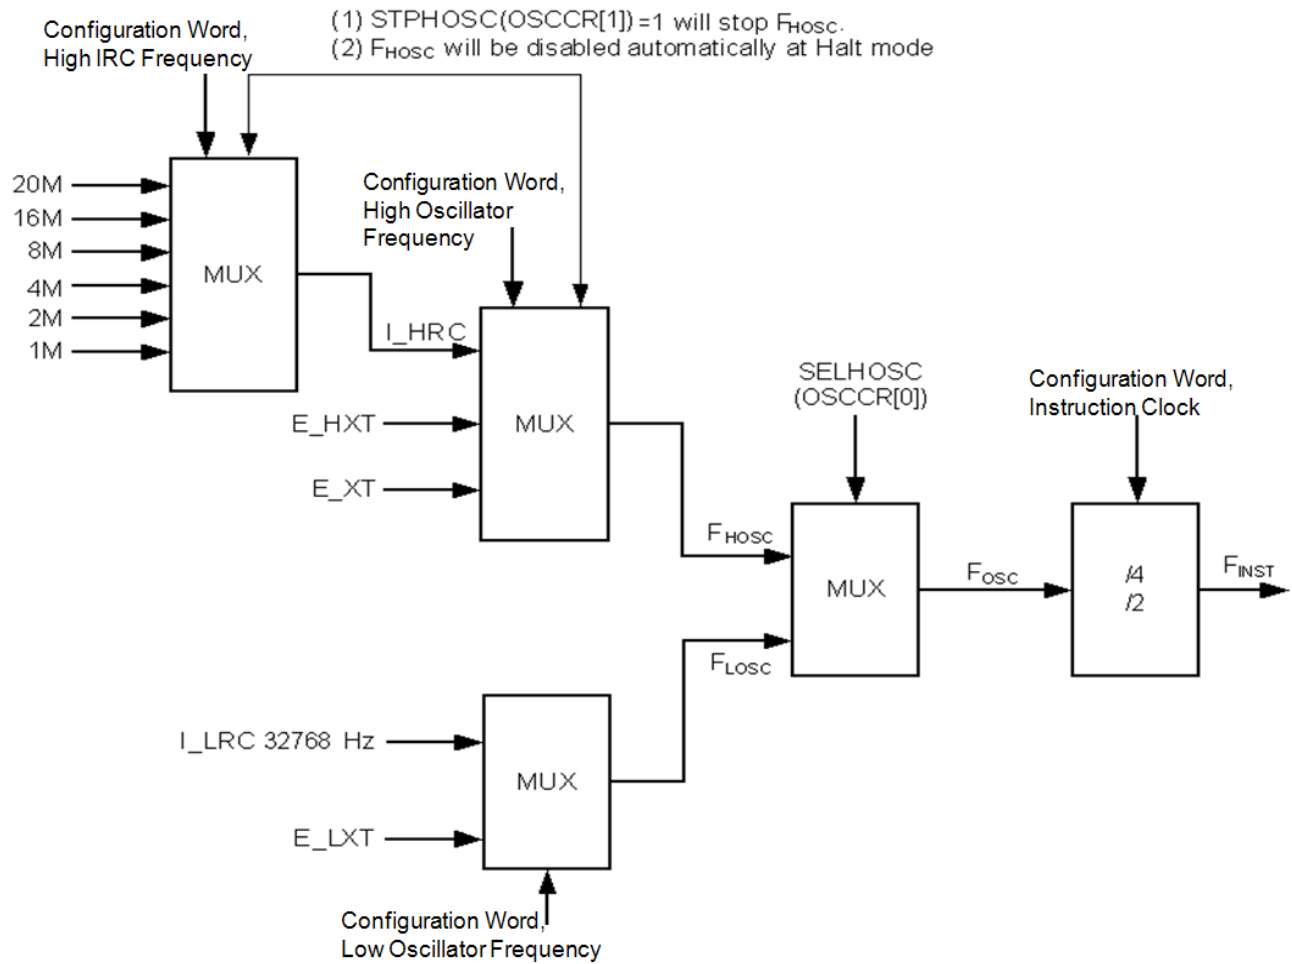 (1) STPHOSC(OSCCR[1])=1 will stop FHOSC.
(2) FHOSC will be disabled automatically at Halt mode
Configuration Word,
High IRC Frequency
20M
16M
8M
4M
2M
1M
MUX
Configuration Word,
High Oscillator
Frequency
I_HRC
E_HXT
E_XT
MUX
SELHOSC
(OSCCR[0])
Configuration Word,
Instruction Clock
FHOSC
FLOSC
MUX
FOSC
/4
/2
FINST
I_LRC 32768 Hz
E_LXT
MUX
Configuration Word,
Low Oscillator Frequency